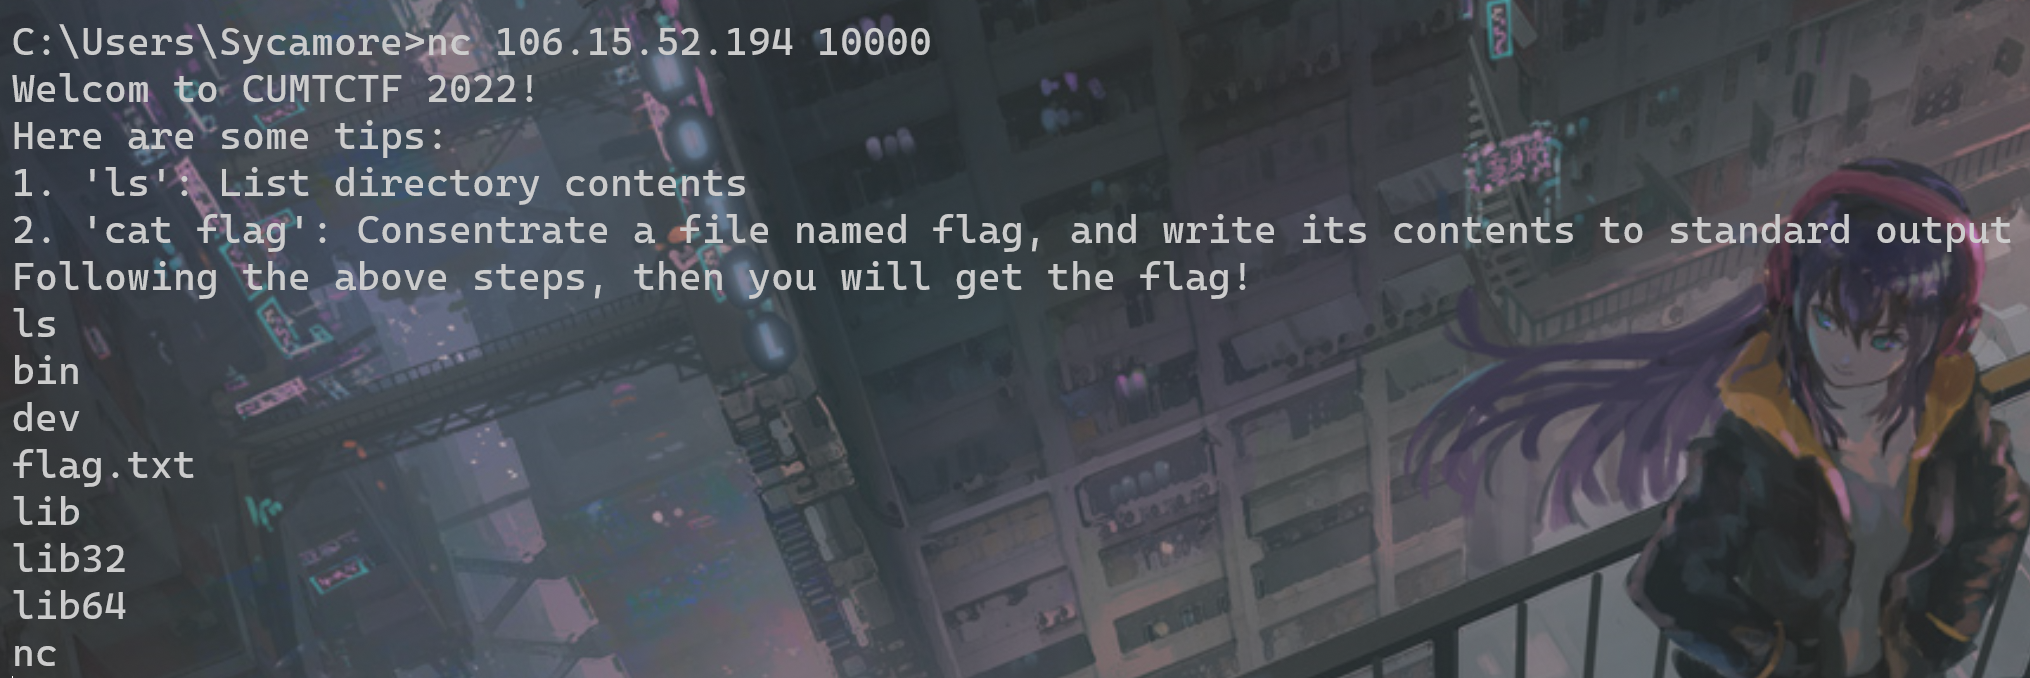 C:\Users\Sycamore>nc 106.15.52.194 10000
Welcom to CUMTCTF 2022!
Here are some tips:
1. 'ls': List directory contents
2. 'cat flag': Consentrate a file named flag, and write its contents to standard output
Following the above steps, then you will get the flag!
ls
bin
dev
flag.txt
lib
lib32
lib64
nc